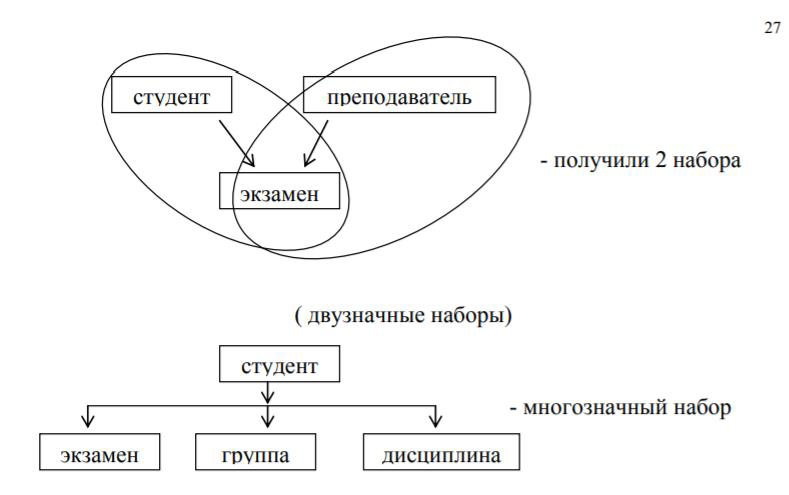 27
студент преподаватель
- получили 2 набора
экзамен
( двузначные наборы)
студент
- многозначный набор
экзамен группа дисциплина